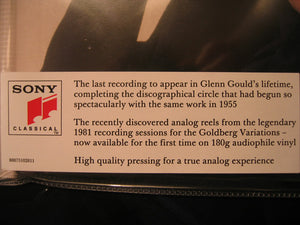 SONY
CLASSICAL
The last recording to appear in Glenn Gould's lifetime,
completing the discographical circle that had begun so
spectacularly with the same work in 1955
The recently discovered analog reels from the legendary
1981 recording sessions for the Goldberg Variations –
now available for the first time on 180g audiophile vinyl
High quality pressing for a true analog experience